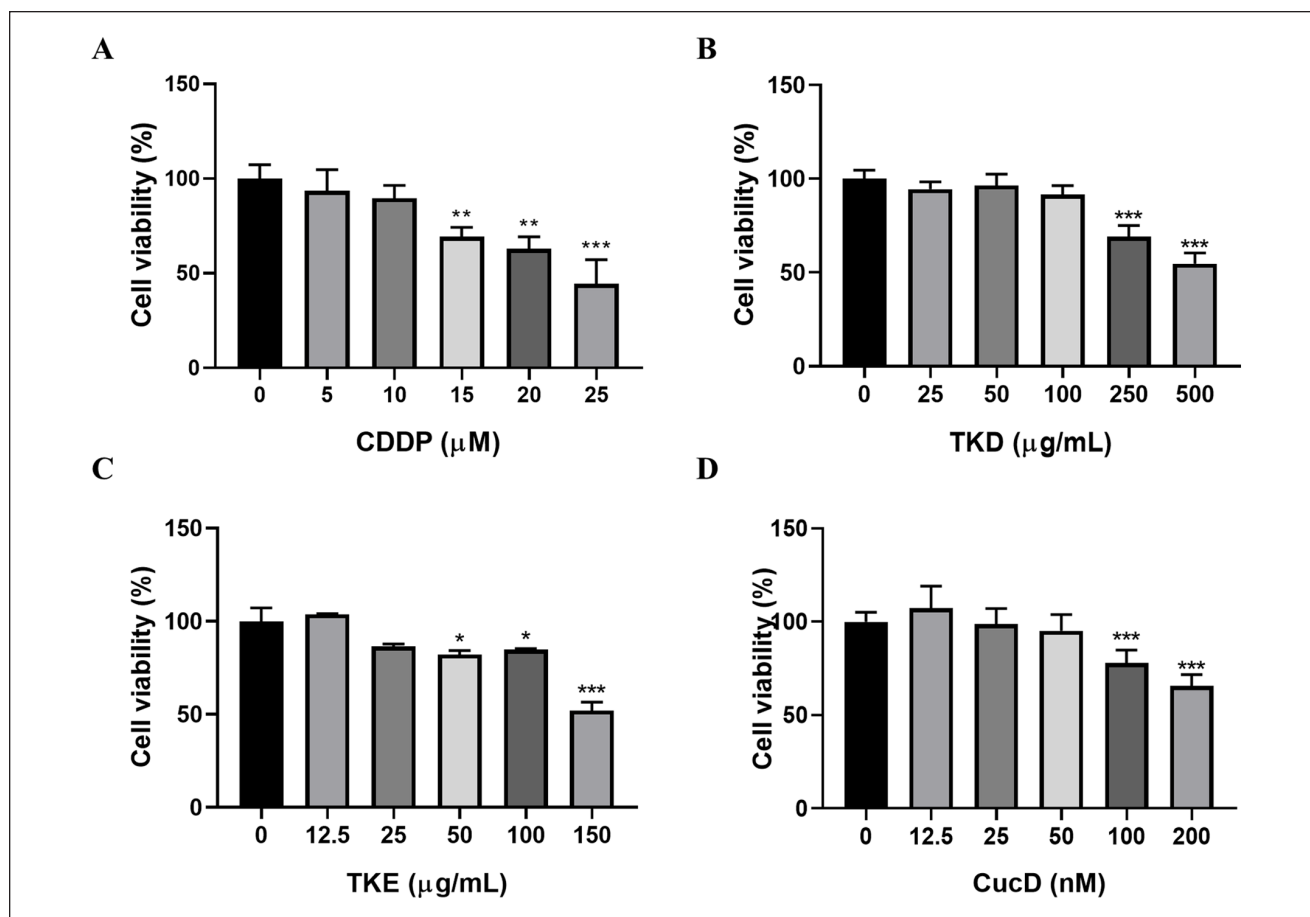 A
150
100
50
0
Cell viability (%)
** ** ***
0 5 10 15 20 25
CDDP (μM)
B
150
100
50
0
Cell viability (%)
*** ***
0 25 50 100 250 500
TKD (μg/mL)
C
150
100
50
0
Cell viability (%)
* * ***
0 12.5 25 50 100 150
TKE (μg/mL)
D
150
100
50
0
Cell viability (%)
*** ***
0 12.5 25 50 100 200
CucD (nM)